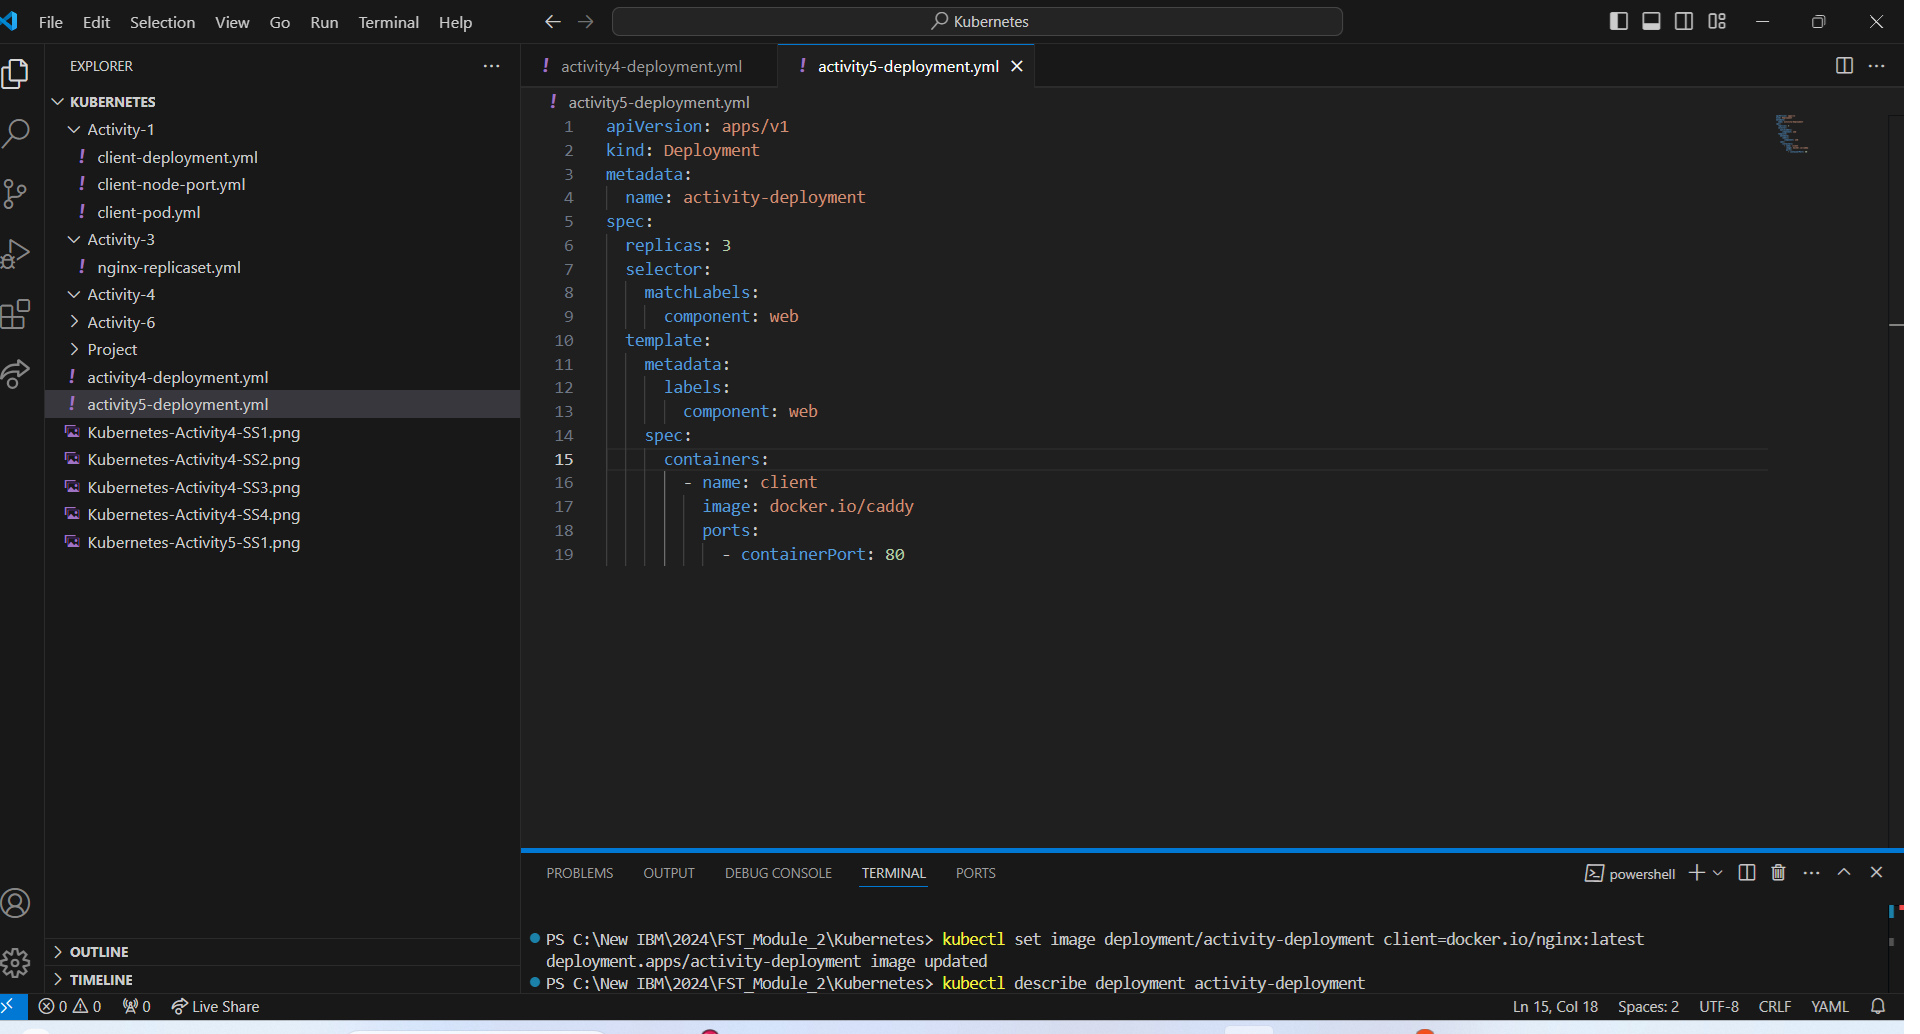 File Edit Selection View Go Run Terminal Help
Kubernetes
EXPLORER
KUBERNETES
Activity-1
! client-deployment.yml
! client-node-port.yml
! client-pod.yml
Activity-3
! nginx-replicaset.yml
Activity-4
Activity-6
Project
! activity4-deployment.yml
! activity5-deployment.yml
Kubernetes-Activity4-SS1.png
Kubernetes-Activity4-SS2.png
Kubernetes-Activity4-SS3.png
Kubernetes-Activity4-SS4.png
Kubernetes-Activity5-SS1.png
OUTLINE
TIMELINE
! activity4-deployment.yml ! activity5-deployment.yml
! activity5-deployment.yml
1 apiVersion: apps/v1
2 kind: Deployment
3 metadata:
4   name: activity-deployment
5 spec:
6   replicas: 3
7   selector:
8     matchLabels:
9       component: web
10   template:
11     metadata:
12       labels:
13         component: web
14     spec:
15       containers:
16         - name: client
17           image: docker.io/caddy
18           ports:
19             - containerPort: 80
PROBLEMS OUTPUT DEBUG CONSOLE TERMINAL PORTS
powershell
PS C:\New IBM\2024\FST_Module_2\Kubernetes> kubectl set image deployment/activity-deployment client=docker.io/nginx:latest
deployment.apps/activity-deployment image updated
PS C:\New IBM\2024\FST_Module_2\Kubernetes> kubectl describe deployment activity-deployment
0 0 0 Live Share
Ln 15, Col 18 Spaces: 2 UTF-8 CRLF YAML